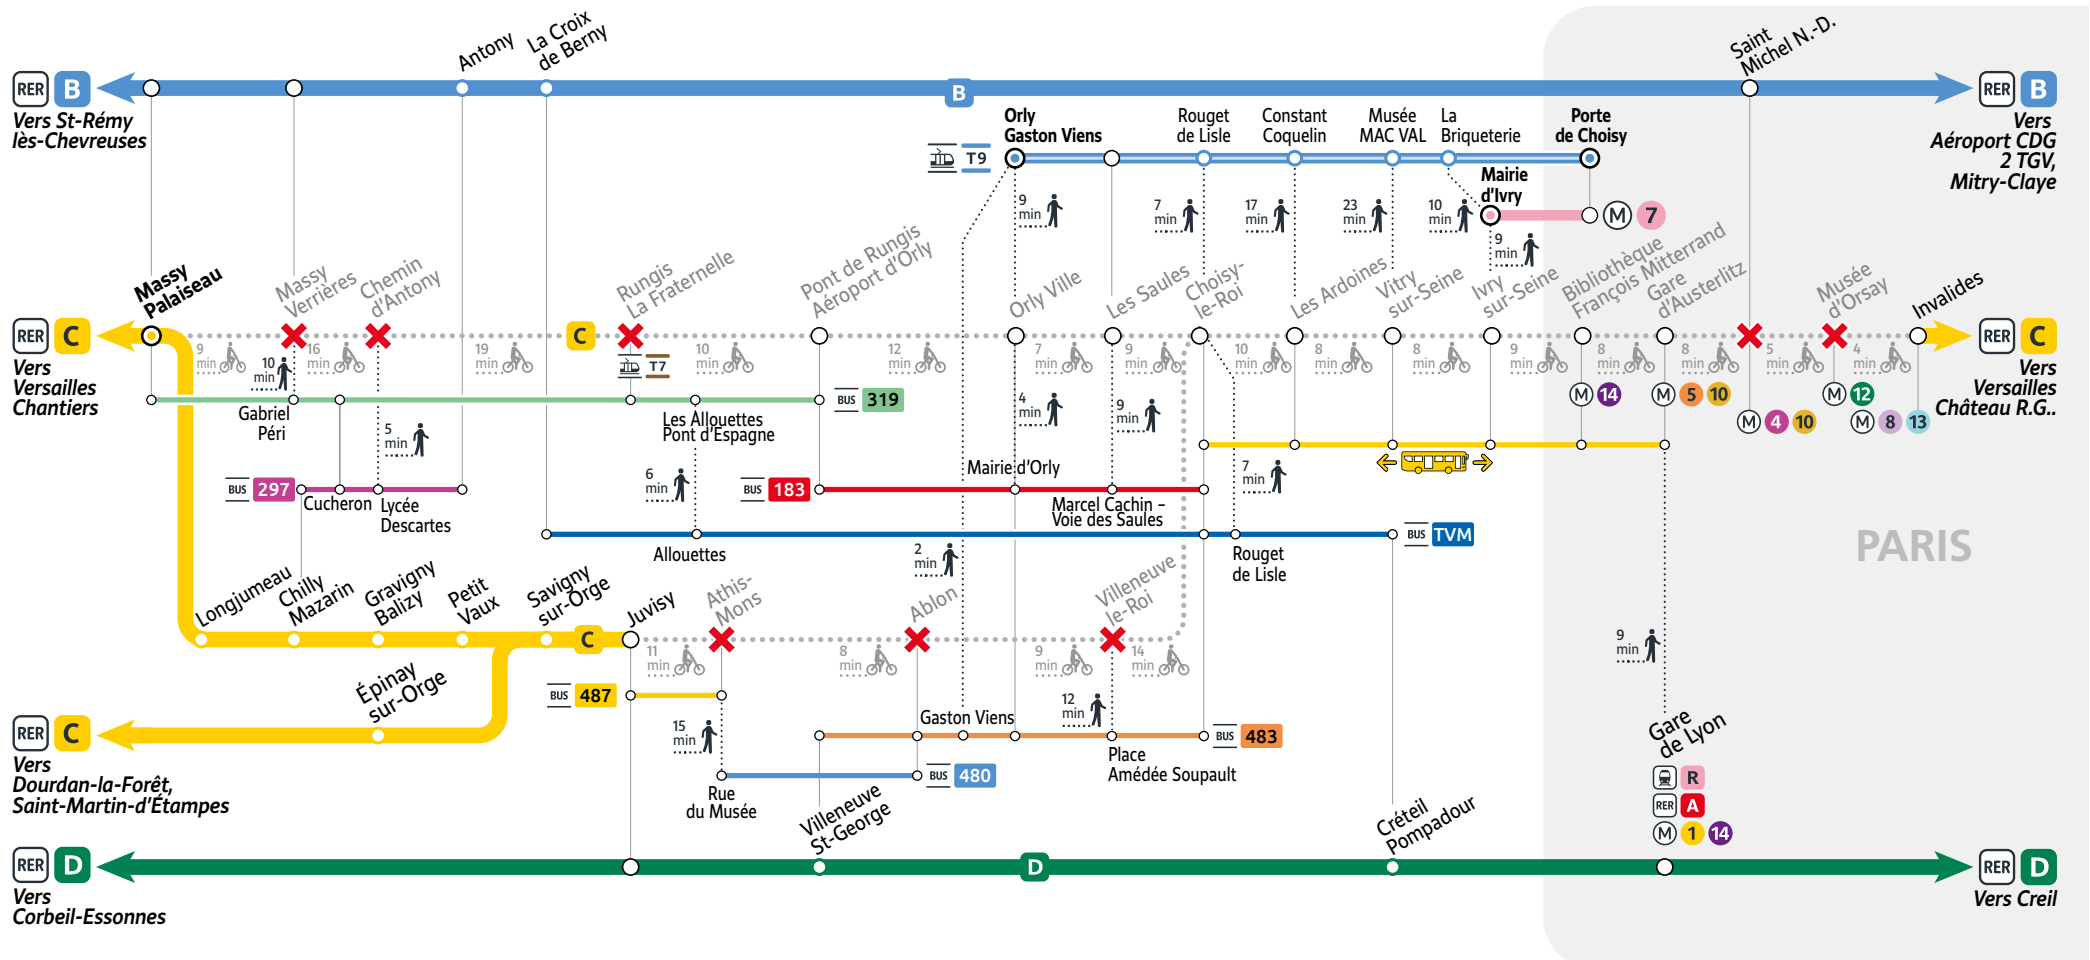 RER B
Vers St-Rémy
lès-Chevreuses
Antony
La Croix
de Berny
B
Saint
Michel N.-D.
RER B
Vers
Aéroport CDG
2 TGV,
Mitry-Claye
T9
Orly
Gaston Viens
Rouget
de Lisle
Constant
Coquelin
Musée
MAC VAL
La
Briqueterie
Porte
de Choisy
Mairie
d'Ivry
M 7
9
min
7
min
17
min
23
min
10
min
9
min
RER C
Vers
Versailles
Chantiers
Massy
Palaiseau
Massy
Verrières
Chemin
d'Antony
C
Rungis
La Fraternelle
Pont de Rungis
Aéroport d'Orly
Orly Ville
Les Saules
Choisy-
le-Roi
Les Ardoines
Vitry
sur-Seine
Ivry
sur-Seine
Bibliothèque
François Mitterrand
Gare
d'Austerlitz
Musée
d'Orsay
Invalides
RER C
Vers
Versailles
Château R.G..
9
min
10
min
16
min
19
min
T7
10
min
12
min
7
min
9
min
10
min
8
min
8
min
9
min
8
min
8
min
5
min
4
min
M 14
M 5 10
M 4 10
M 12
M 8 13
BUS 319
Gabriel
Péri
Les Allouettes
Pont d'Espagne
5
min
4
min
9
min
BUS 297
Cucheron
Lycée
Descartes
6
min
BUS 183
Mairie d'Orly
Marcel Cachin –
Voie des Saules
7
min
Allouettes
Rouget
de Lisle
BUS TVM
PARIS
2
min
Longjumeau
Chilly
Mazarin
Gravigny
Balizy
Petit
Vaux
Savigny
sur-Orge
C
Juvisy
Athis-
Mons
Ablon
Villeneuve
le-Roi
11
min
8
min
9
min
14
min
9
min
Épinay
sur-Orge
BUS 487
15
min
12
min
RER C
Vers
Dourdan-la-Forêt,
Saint-Martin-d'Étampes
Gaston Viens
BUS 483
Place
Amédée Soupault
BUS 480
Rue
du Musée
Villeneuve
St-George
Créteil
Pompadour
Gare
de Lyon
R
RER A
M 1 14
RER D
Vers
Corbeil-Essonnes
D
RER D
Vers Creil